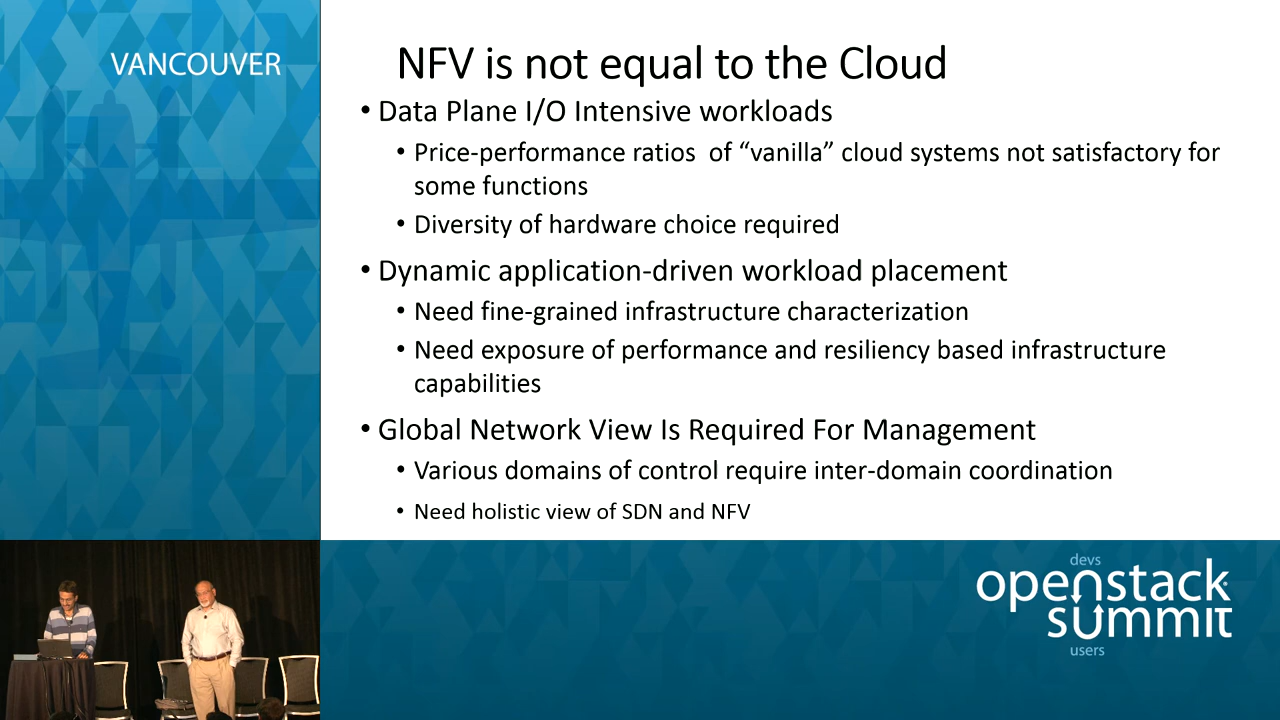 VANCOUVER
NFV is not equal to the Cloud
• Data Plane I/O Intensive workloads
• Price-performance ratios of “vanilla” cloud systems not satisfactory for
some functions
• Diversity of hardware choice required
• Dynamic application-driven workload placement
• Need fine-grained infrastructure characterization
• Need exposure of performance and resiliency based infrastructure
capabilities
• Global Network View Is Required For Management
• Various domains of control require inter-domain coordination
• Need holistic view of SDN and NFV
devs
openstack
summit
users